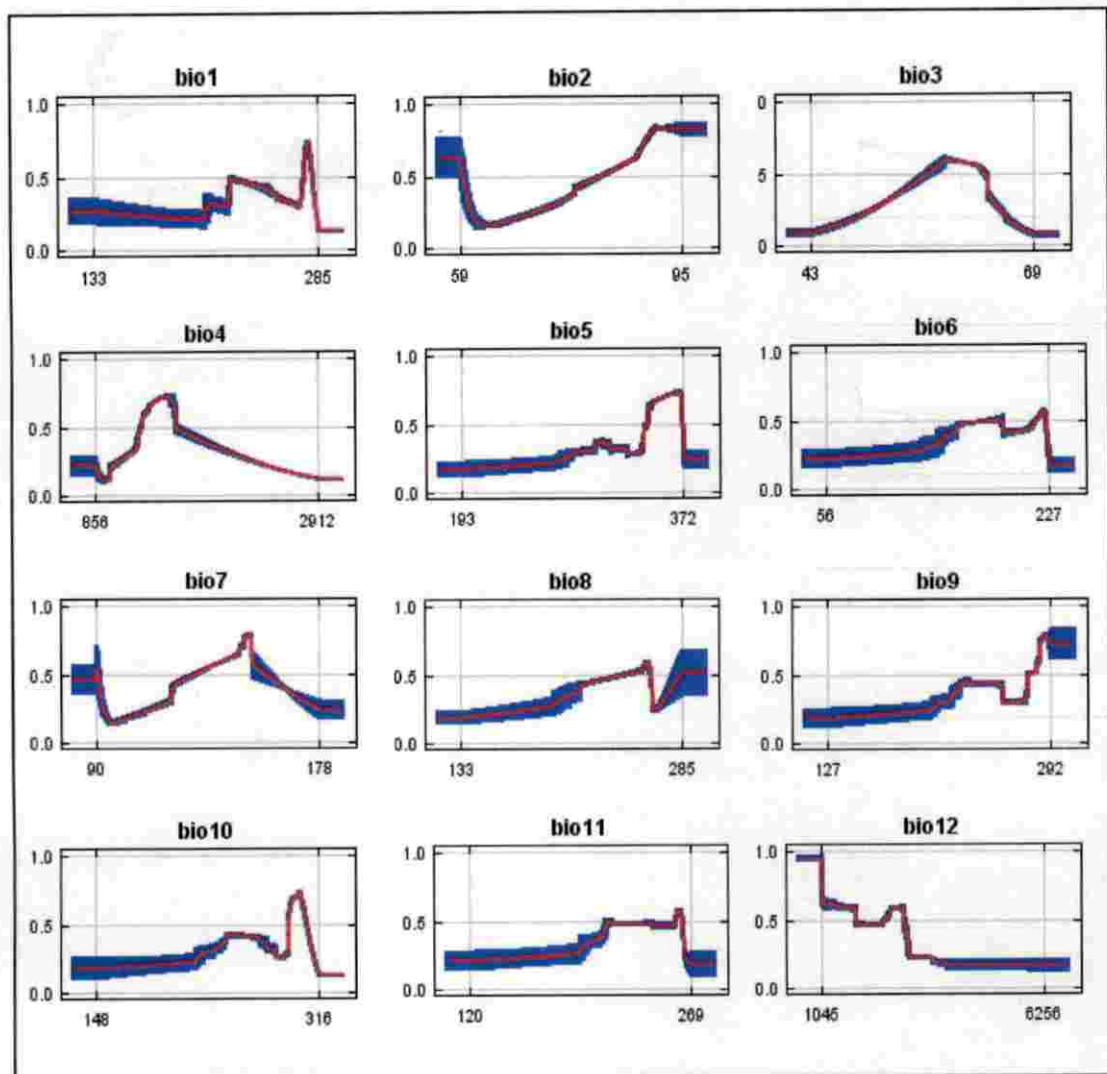 bio1 bio2 bio3
1.0 1.0 0
0.5 0.5 5
0.0 0.0 0
133 285 59 95 43 69
bio4 bio5 bio6
1.0 1.0 1.0
0.5 0.5 0.5
0.0 0.0 0.0
856 2912 193 372 56 227
bio7 bio8 bio9
1.0 1.0 1.0
0.5 0.5 0.5
0.0 0.0 0.0
90 178 133 285 127 292
bio10 bio11 bio12
1.0 1.0 1.0
0.5 0.5 0.5
0.0 0.0 0.0
148 316 120 269 1045 6256